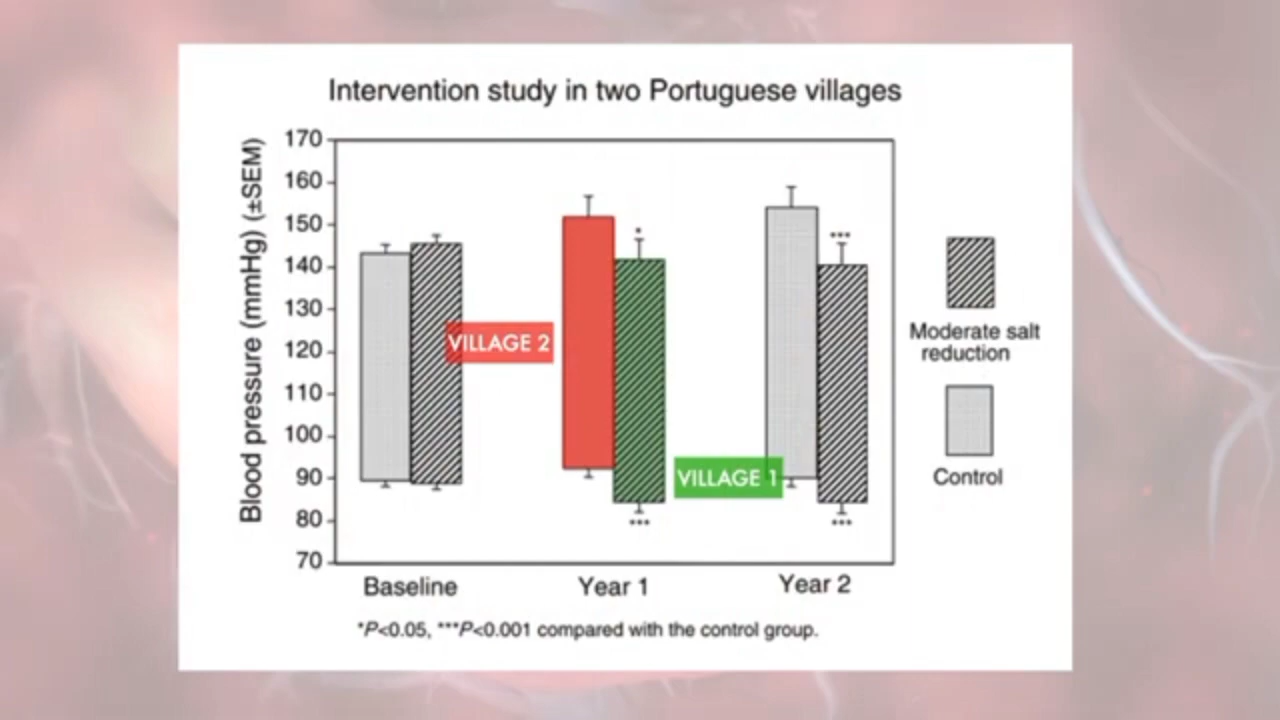 Intervention study in two Portuguese villages
Blood pressure (mmHg) (±SEM)
170
160
150
140
130
120
110
100
90
80
70
*
***
***
***
VILLAGE 2
VILLAGE 1
Baseline
Year 1
Year 2
Moderate salt
reduction
Control
*P<0.05, ***P<0.001 compared with the control group.